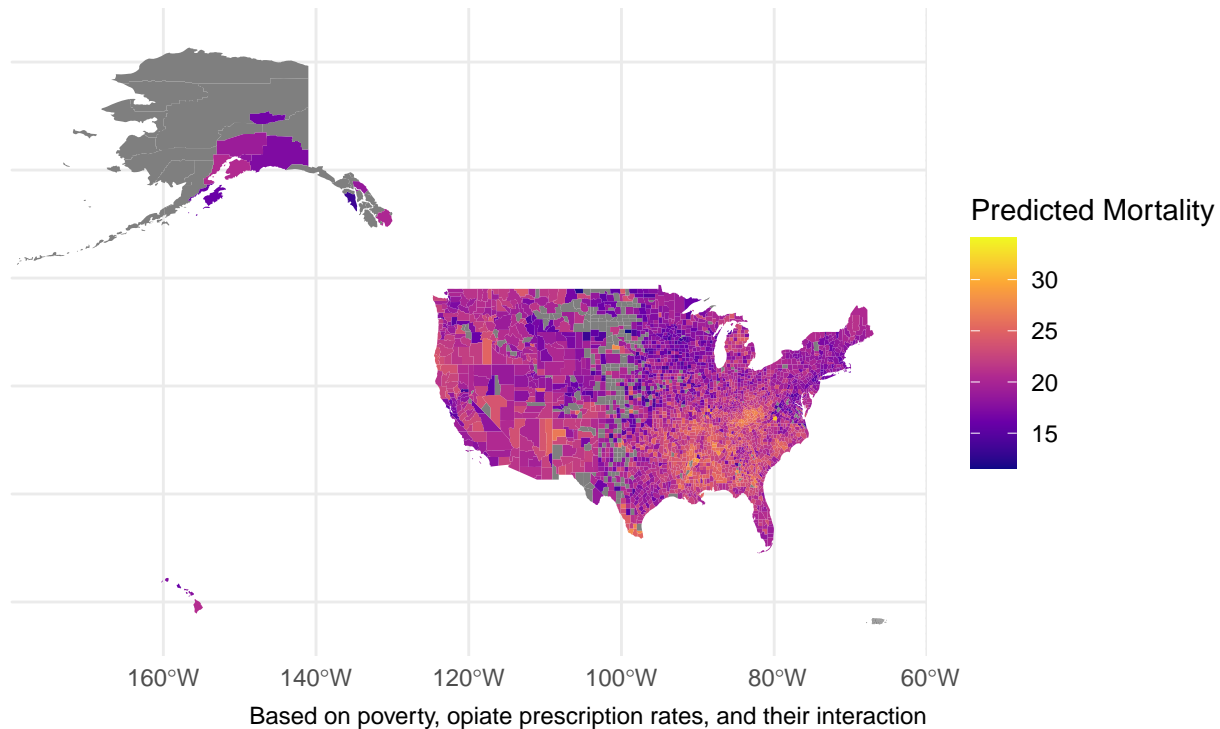 Predicted Mortality
30
25
20
15
160°W 140°W 120°W 100°W 80°W 60°W
Based on poverty, opiate prescription rates, and their interaction